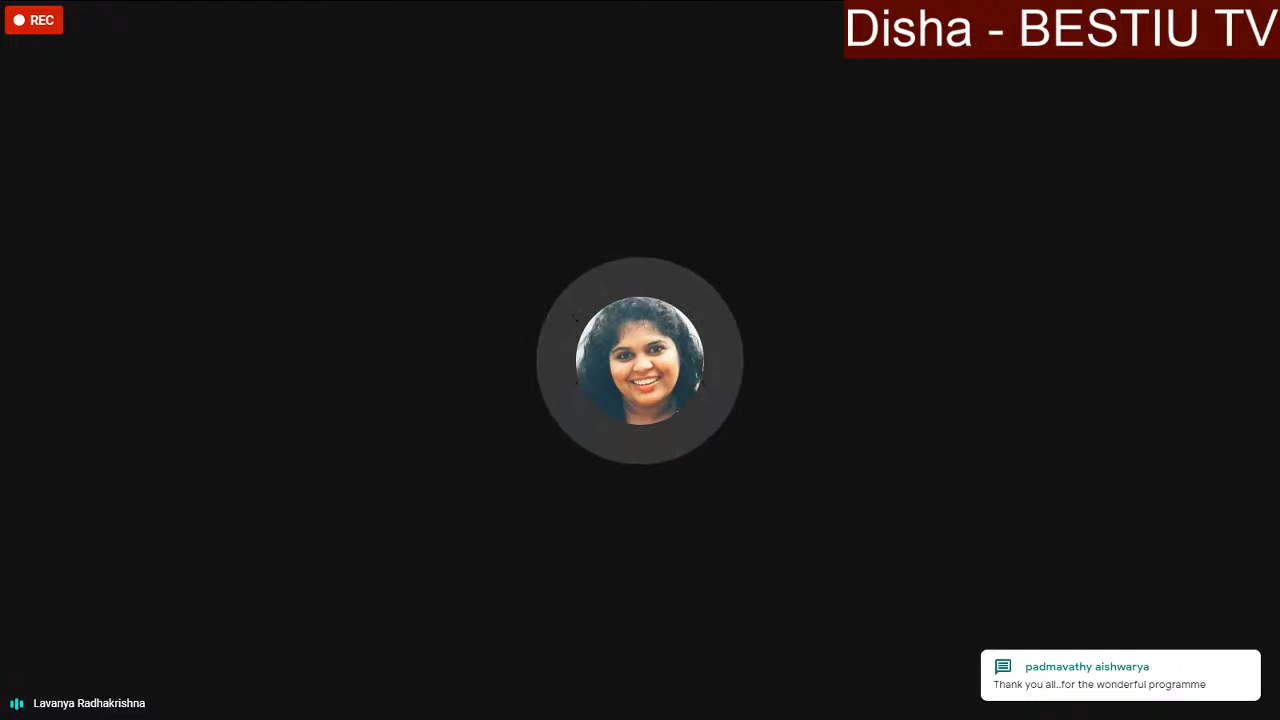 REC
Disha - BESTIU TV
padmavathy aishwarya
Thank you all..for the wonderful programme
Lavanya Radhakrishna